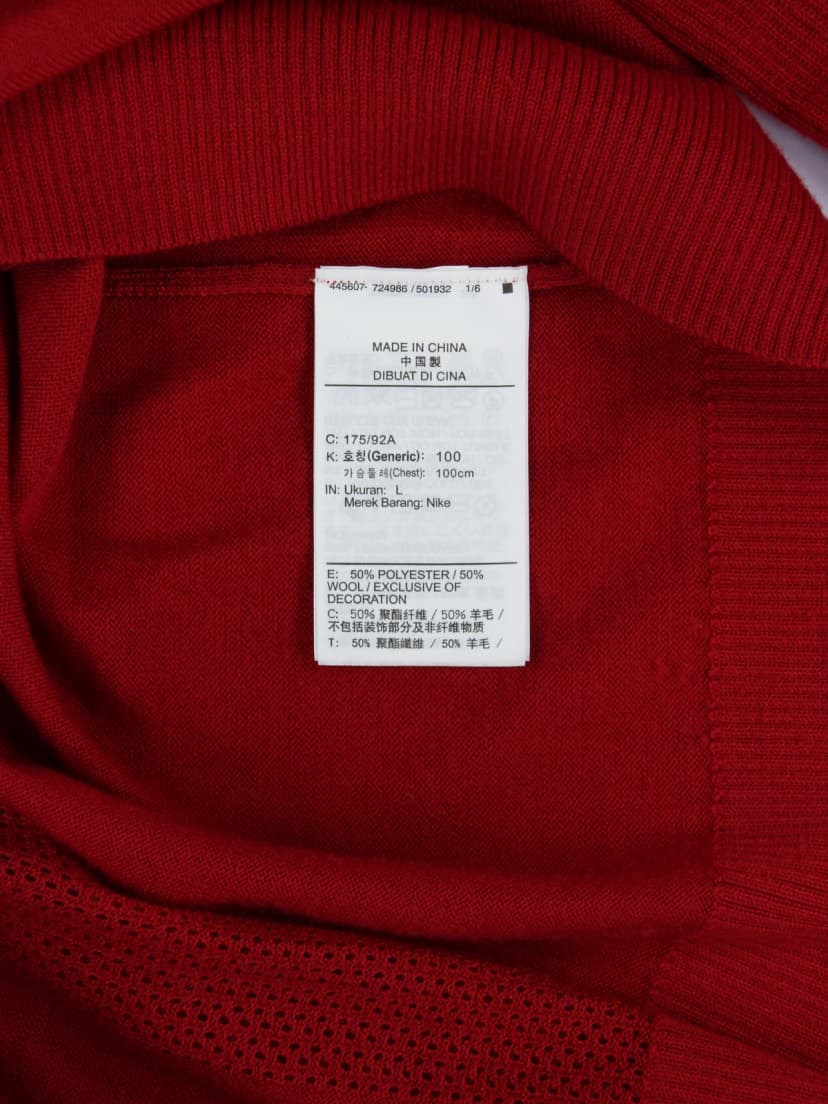 445607- 724986 / 501932 1/6
MADE IN CHINA
中国製
DIBUAT DI CINA
C: 175/92A
K: 호칭(Generic): 100
가슴둘레(Chest): 100cm
IN: Ukuran: L
Merek Barang: Nike
E: 50% POLYESTER / 50%
WOOL / EXCLUSIVE OF
DECORATION
C: 50% 聚酯纤维 / 50% 羊毛 /
不包括装饰部分及非纤维物质
T: 50% 聚酯纖維 / 50% 羊毛 /